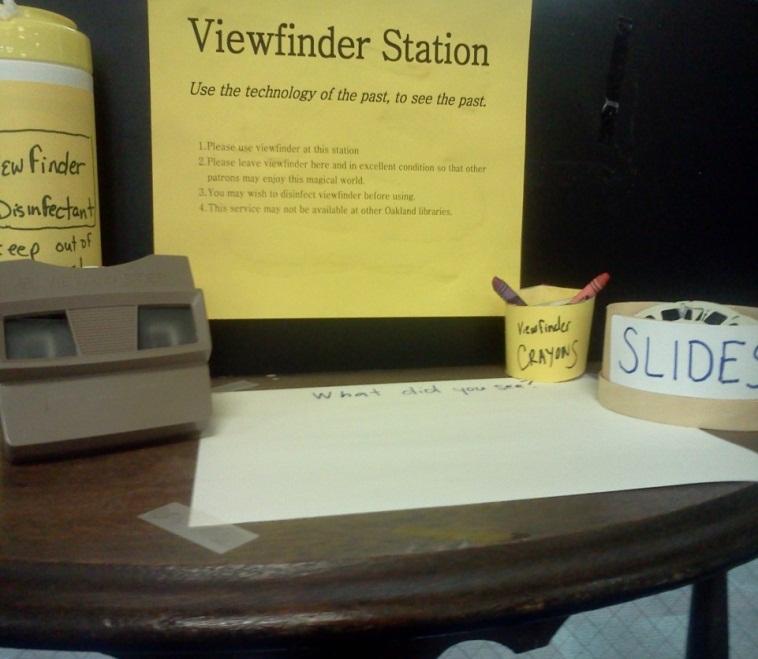 Viewfinder Station
Use the technology of the past, to see the past.
1.Please use viewfinder at this station
2.Please leave viewfinder here and in excellent condition so that other
patrons may enjoy this magical world.
3.You may wish to disinfect viewfinder before using.
4.This service may not be available at other Oakland libraries.
ewfinder
Disinfectant
eep out of
Viewfinder
CRAYONS
SLIDES
What did you see?